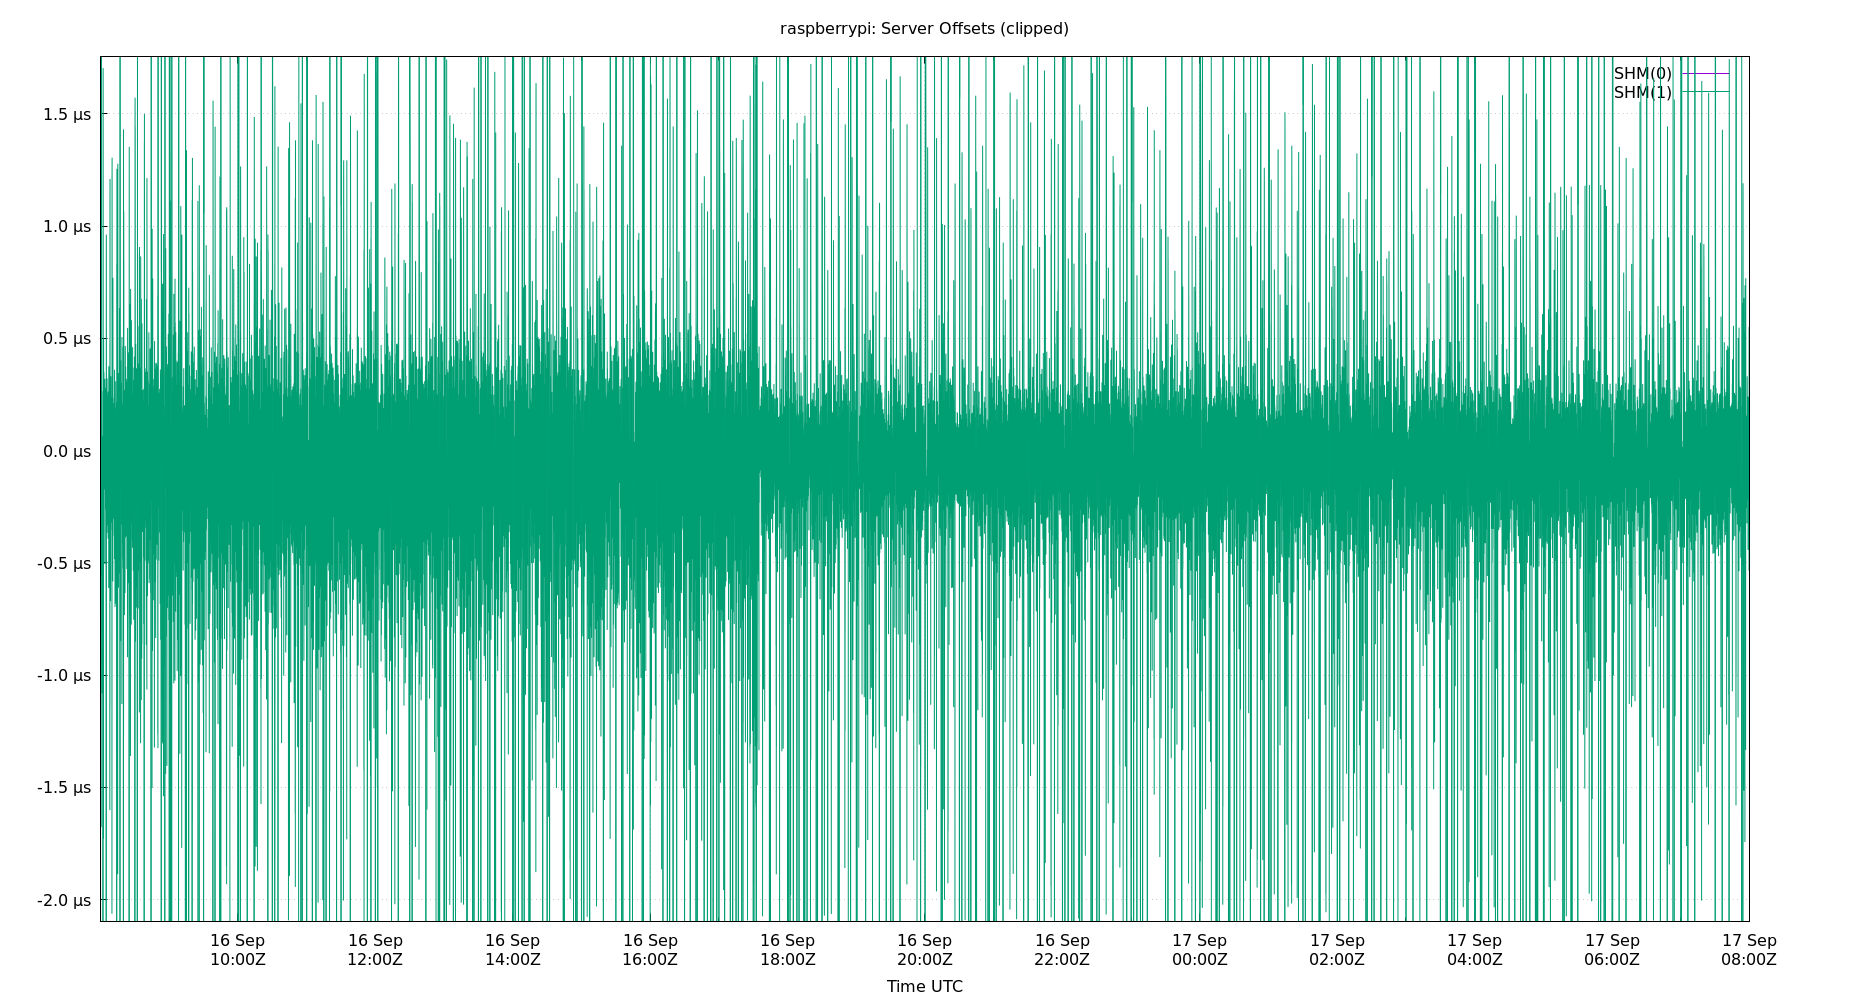 raspberrypi: Server Offsets (clipped)
SHM(0)
SHM(1)
1.5 µs
1.0 µs
0.5 µs
0.0 µs
-0.5 µs
-1.0 µs
-1.5 µs
-2.0 µs
16 Sep 16 Sep 16 Sep 16 Sep 16 Sep 16 Sep 16 Sep 17 Sep 17 Sep 17 Sep 17 Sep 17 Sep
10:00Z 12:00Z 14:00Z 16:00Z 18:00Z 20:00Z 22:00Z 00:00Z 02:00Z 04:00Z 06:00Z 08:00Z
Time UTC